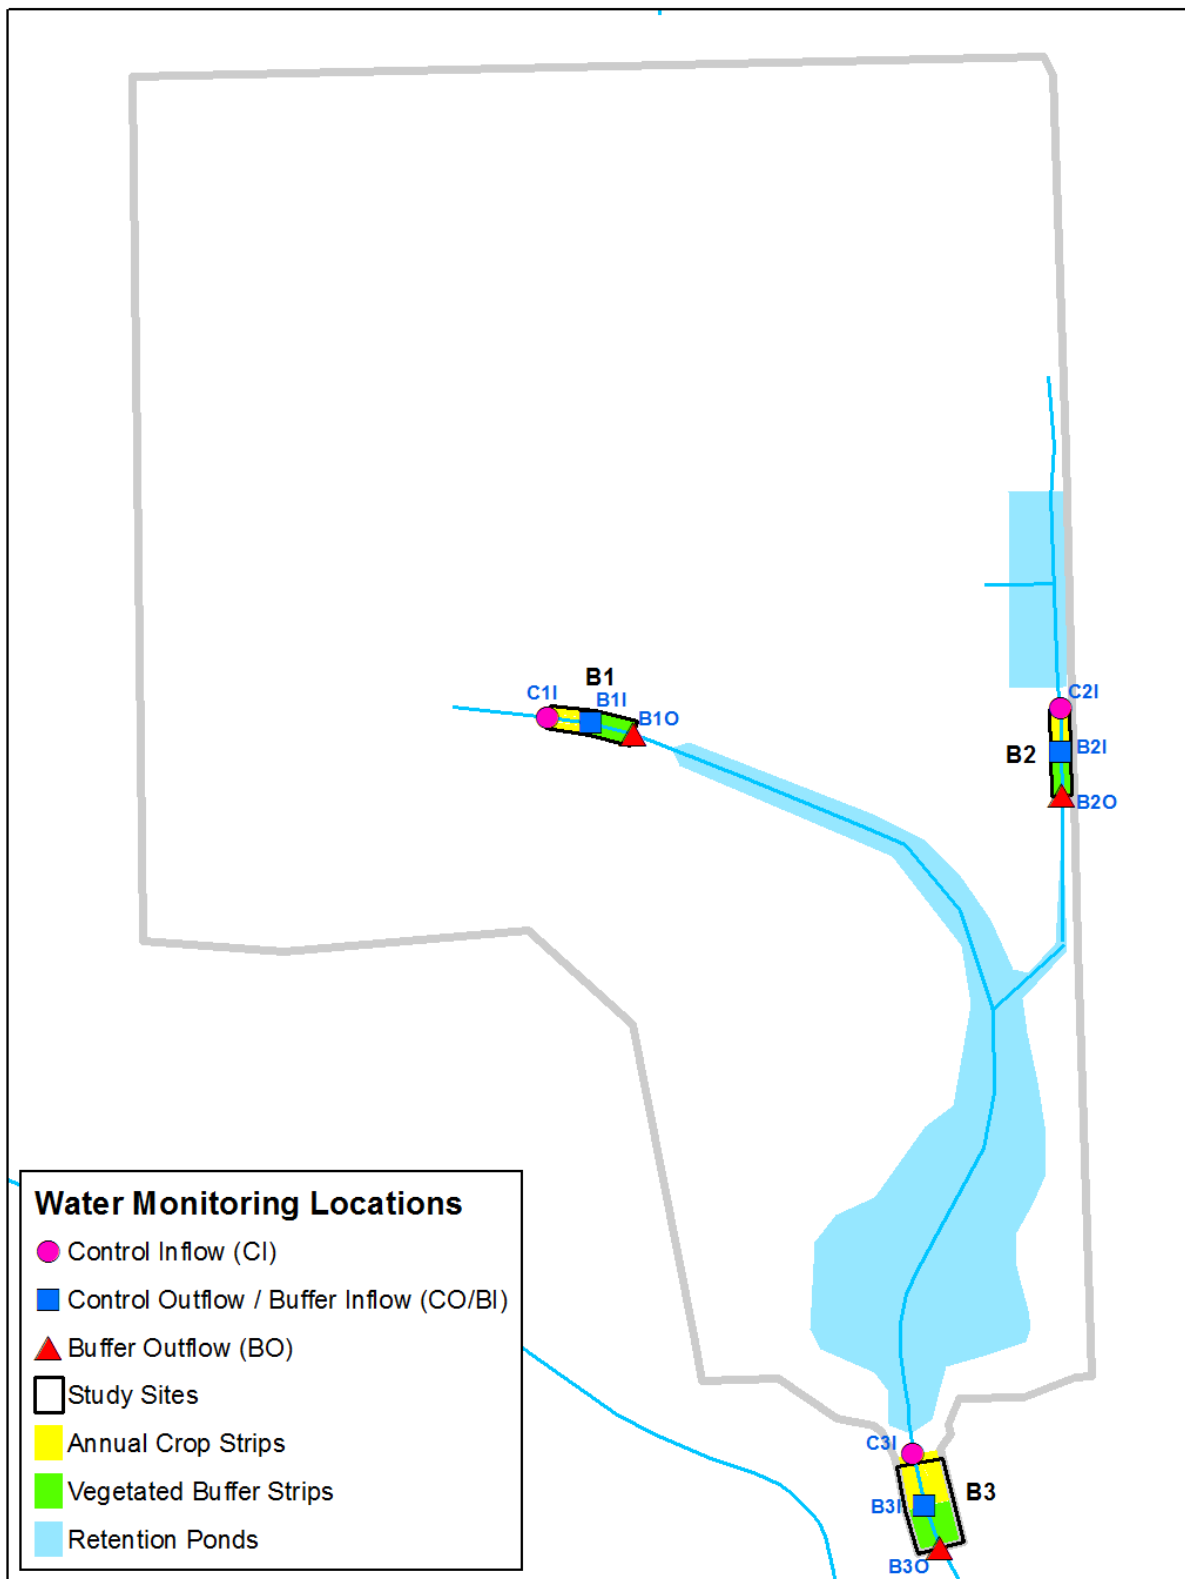 B1
C1I
B1I
B1O
C2I
B2
B2I
B2O
C3I
B3
B3I
B3O
Water Monitoring Locations
Control Inflow (CI)
Control Outflow / Buffer Inflow (CO/BI)
Buffer Outflow (BO)
Study Sites
Annual Crop Strips
Vegetated Buffer Strips
Retention Ponds